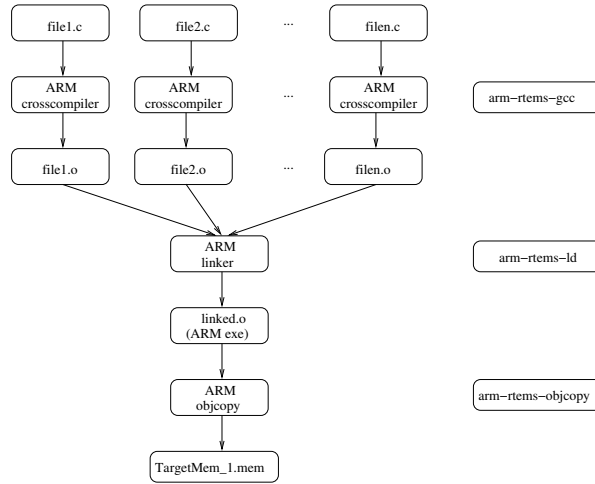 file1.c
file2.c
...
filen.c
ARM
crosscompiler
ARM
crosscompiler
...
ARM
crosscompiler
arm-rtems-gcc
file1.o
file2.o
...
filen.o
ARM
linker
arm-rtems-ld
linked.o
(ARM exe)
ARM
objcopy
arm-rtems-objcopy
TargetMem_1.mem